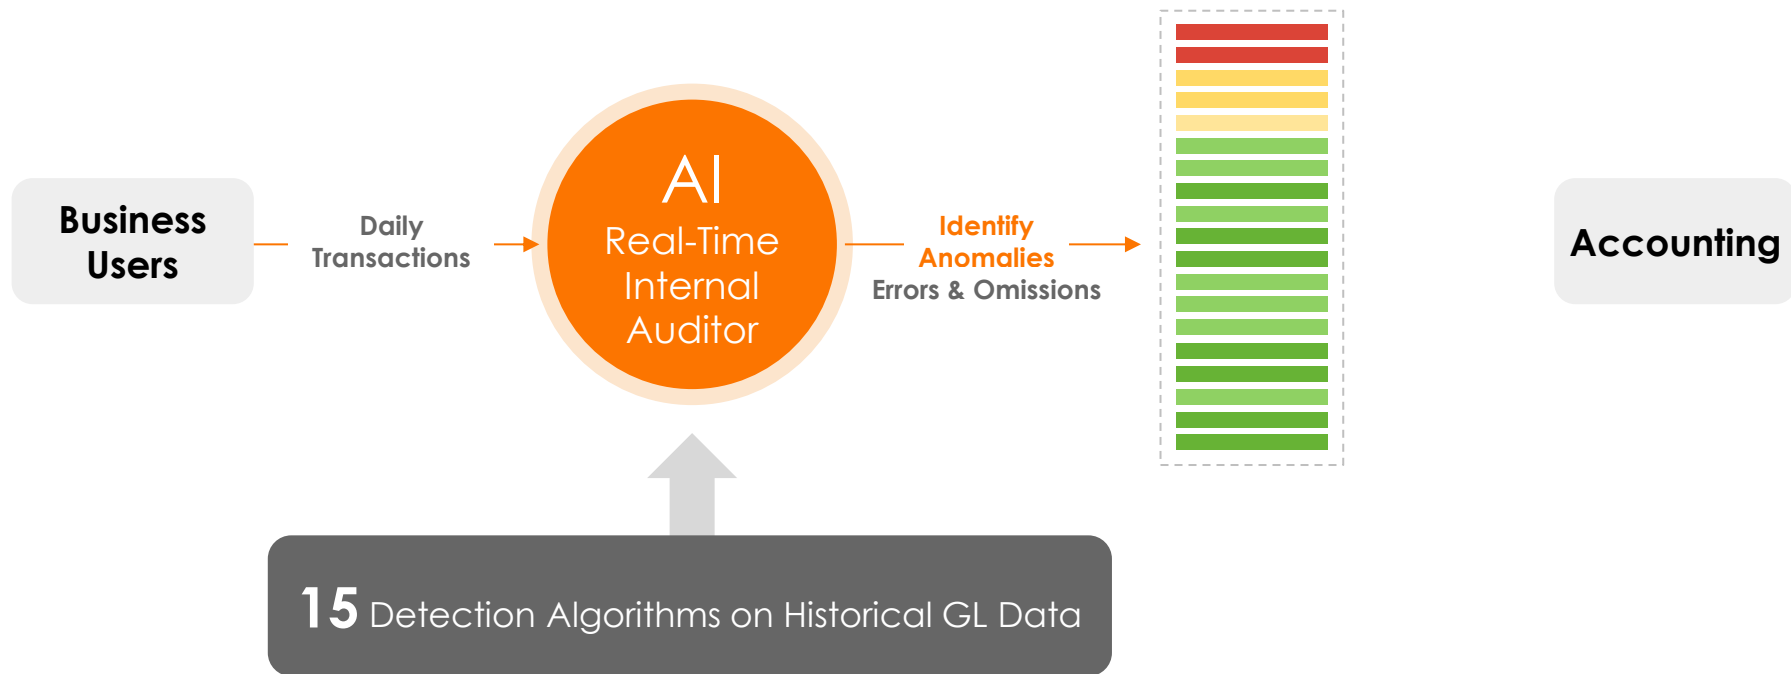 Business
Users
Daily
Transactions
AI
Real-Time
Internal
Auditor
Identify
Anomalies
Errors & Omissions
Accounting
15 Detection Algorithms on Historical GL Data